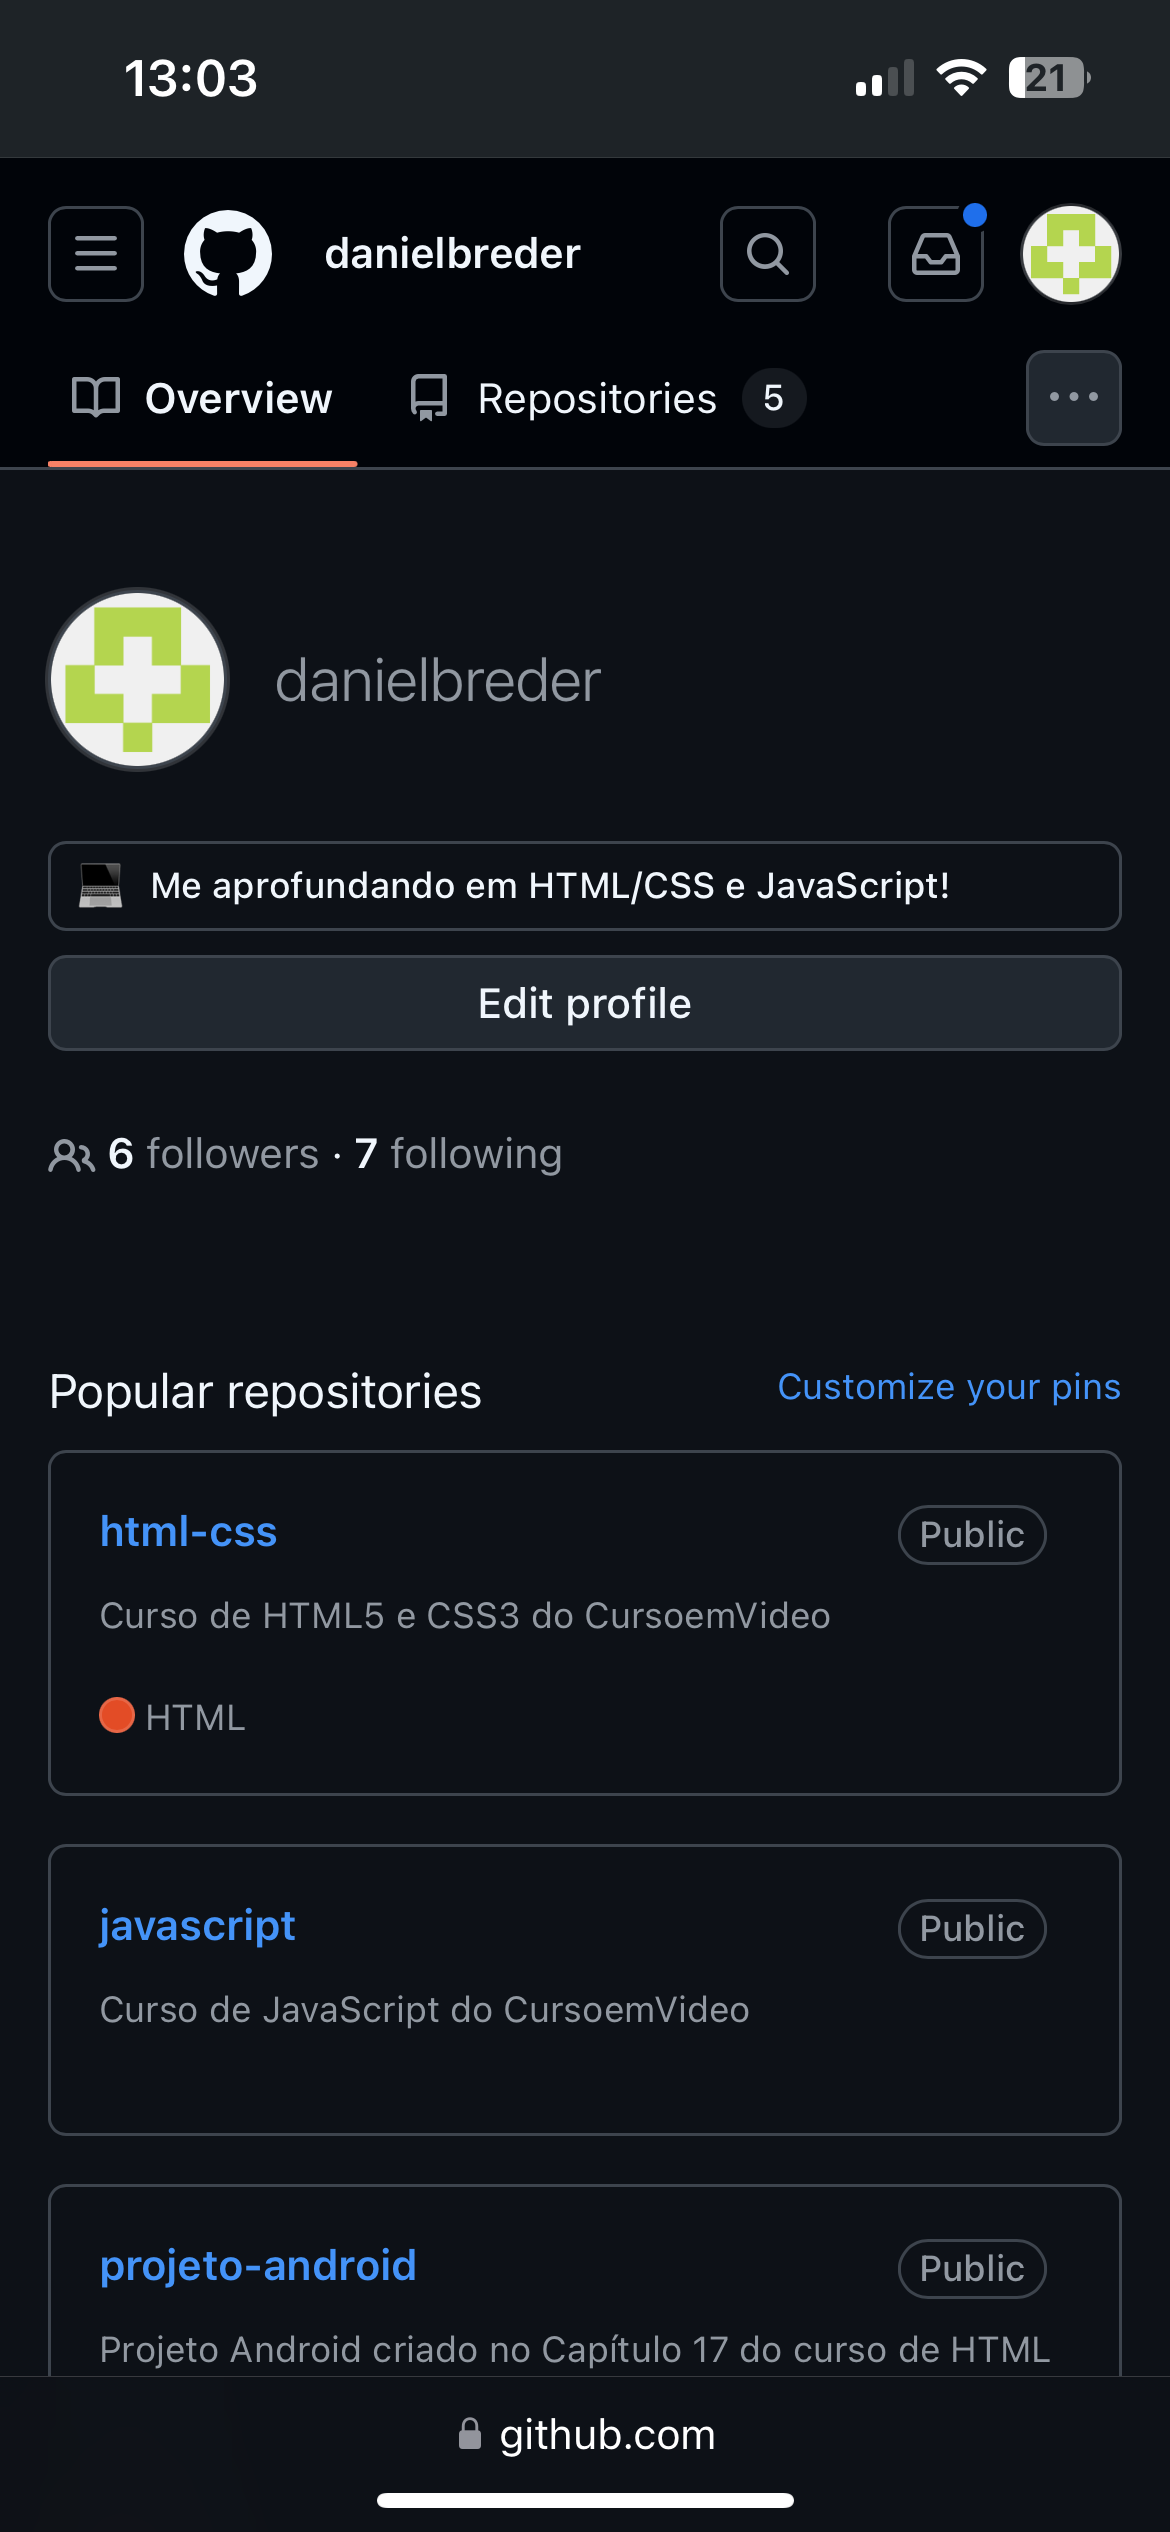 13:03
21
danielbreder
Overview
Repositories 5
danielbreder
Me aprofundando em HTML/CSS e JavaScript!
Edit profile
6 followers · 7 following
Popular repositories
Customize your pins
html-css
Public
Curso de HTML5 e CSS3 do CursoemVideo
HTML
javascript
Public
Curso de JavaScript do CursoemVideo
projeto-android
Public
Projeto Android criado no Capítulo 17 do curso de HTML
github.com